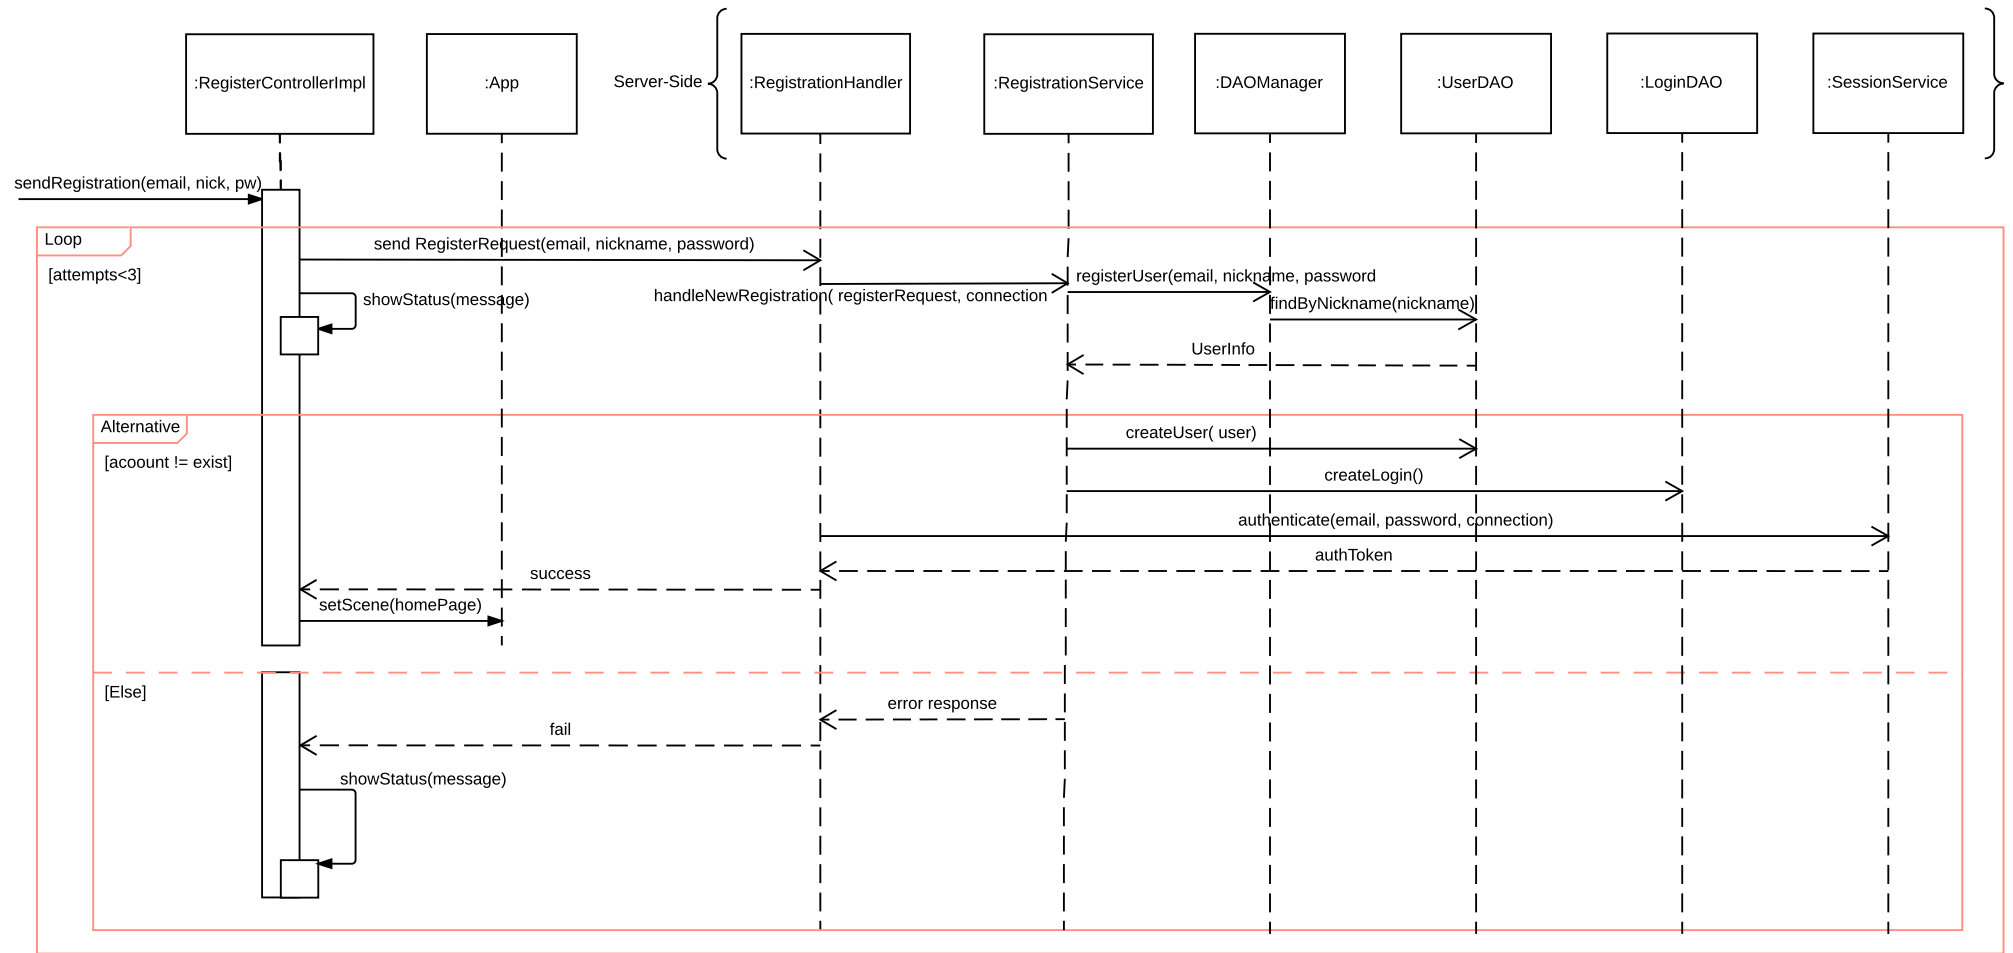 :RegisterControllerImpl
:App
Server-Side
:RegistrationHandler
:RegistrationService
:DAOManager
:UserDAO
:LoginDAO
:SessionService
sendRegistration(email, nick, pw)
Loop
send RegisterRequest(email, nickname, password)
[attempts<3]
registerUser(email, nickname, password
showStatus(message)
handleNewRegistration( registerRequest, connection
findByNickname(nickname)
UserInfo
Alternative
createUser( user)
[acoount != exist]
createLogin()
authenticate(email, password, connection)
authToken
success
setScene(homePage)
[Else]
error response
fail
showStatus(message)